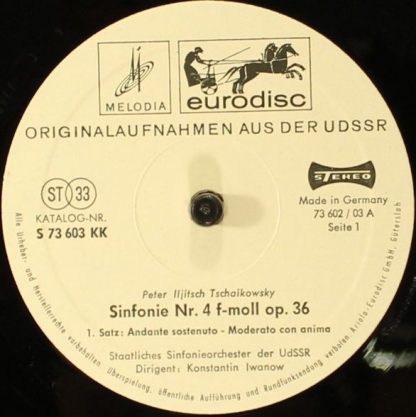 MELODIA
eurodisc
ORIGINALAUFNAHMEN AUS DER UDSSR
ST 33
KATALOG-NR.
S 73 603 KK
STEREO
Made in Germany
73 602 / 03 A
Seite 1
Peter Iljitsch Tschaikowsky
Sinfonie Nr. 4 f-moll op. 36
1. Satz: Andante sostenuto - Moderato con anima
Staatliches Sinfonieorchester der UdSSR
Dirigent: Konstantin Iwanow
Alle Urheber- und Herstellerrechte vorbehalten. Überspielung, öffentliche Aufführung und Rundfunksendung verboten Ariola-Eurodisc GmbH, Gütersloh